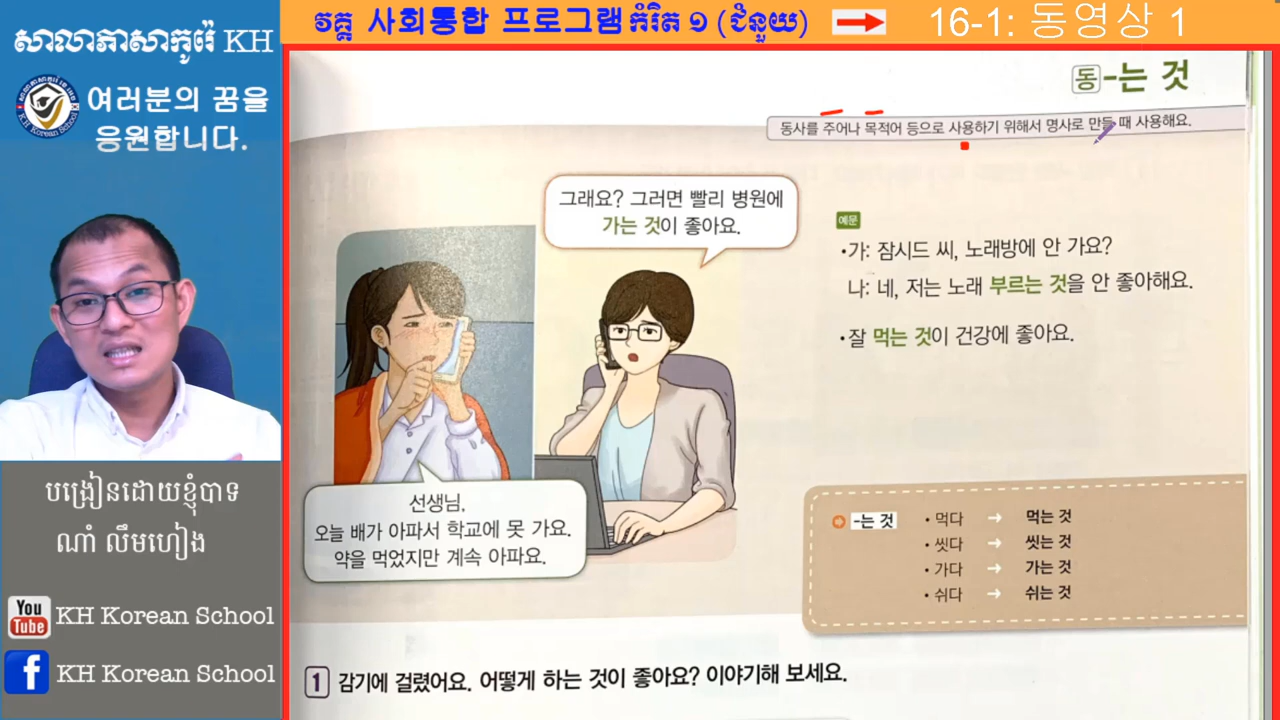 សាលាភាសាកូរ៉េ KH
여러분의 꿈을
응원합니다.
បង្រៀនដោយខ្ញុំបាទ
ណាំ លឹមហៀង
You Tube KH Korean School
f KH Korean School
វគ្គ 사회통합 프로그램 កំរិត ១ (ជំនួយ)
16-1: 동영상 1
동 -는 것
동사를 주어나 목적어 등으로 사용하기 위해서 명사로 만들 때 사용해요.
그래요? 그러면 빨리 병원에
가는 것이 좋아요.
선생님,
오늘 배가 아파서 학교에 못 가요.
약을 먹었지만 계속 아파요.
예문
•가: 잠시드 씨, 노래방에 안 가요?
나: 네, 저는 노래 부르는 것을 안 좋아해요.
•잘 먹는 것이 건강에 좋아요.
-는 것
•먹다 → 먹는 것
•씻다 → 씻는 것
•가다 → 가는 것
•쉬다 → 쉬는 것
1 감기에 걸렸어요. 어떻게 하는 것이 좋아요? 이야기해 보세요.